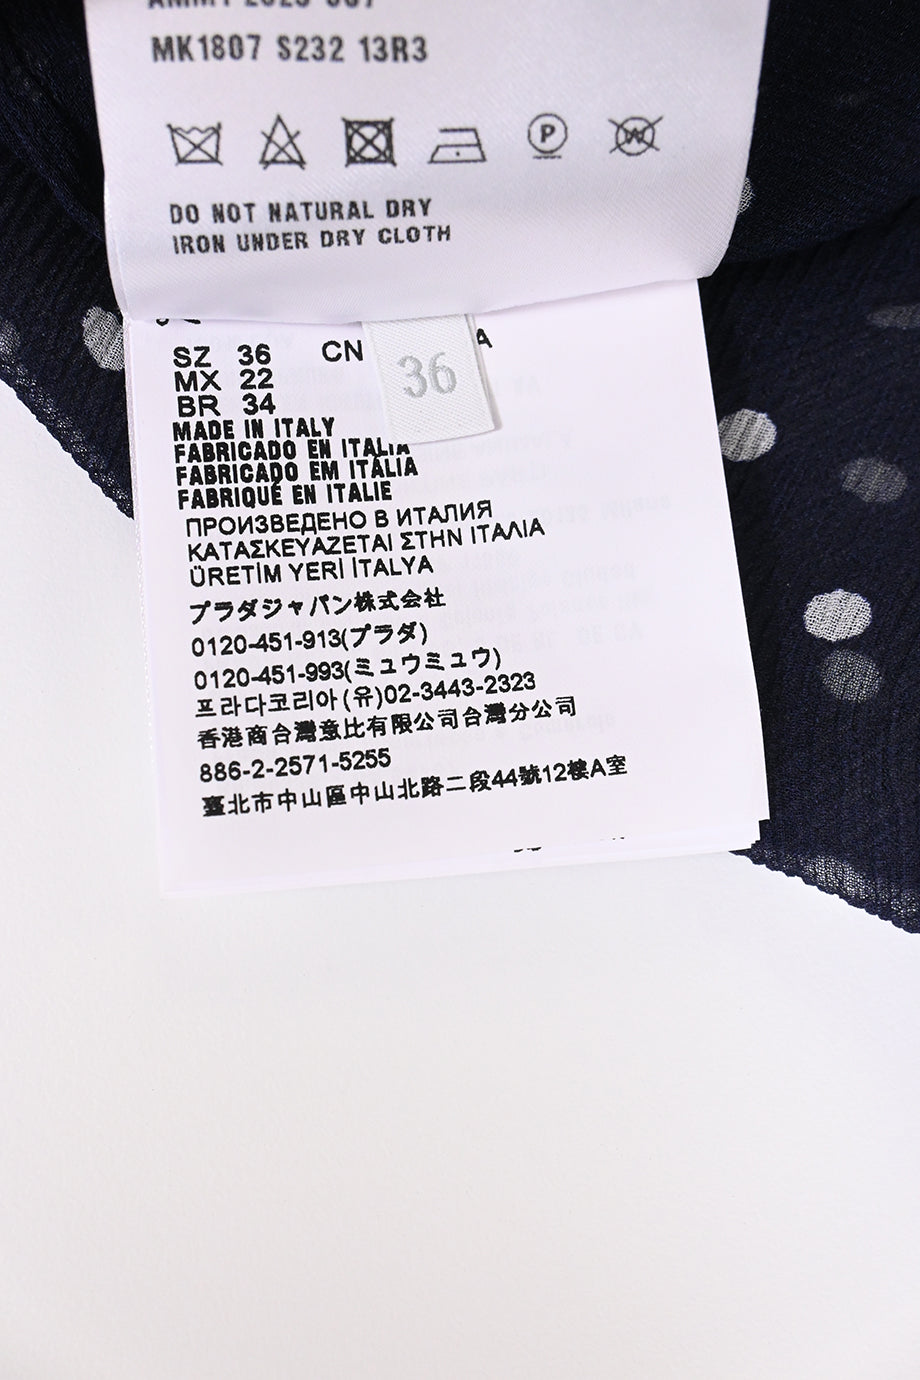 MK1807 S232 13R3
P
W
DO NOT NATURAL DRY
IRON UNDER DRY CLOTH
SZ 36 CN A
36
MX 22
BR 34
MADE IN ITALY
FABRICADO EN ITALIA
FABRICADO EM ITÁLIA
FABRIQUÉ EN ITALIE
ПРОИЗВЕДЕНО В ИТАЛИЯ
ΚΑΤΑΣΚΕΥΑΖΕΤΑΙ ΣΤΗΝ ΙΤΑΛΙΑ
ÜRETİM YERİ İTALYA
プラダジャパン株式会社
0120-451-913(プラダ)
0120-451-993(ミュウミュウ)
프라다코리아(유)02-3443-2323
香港商台灣意比有限公司台灣分公司
886-2-2571-5255
臺北市中山區中山北路二段44號12樓A室